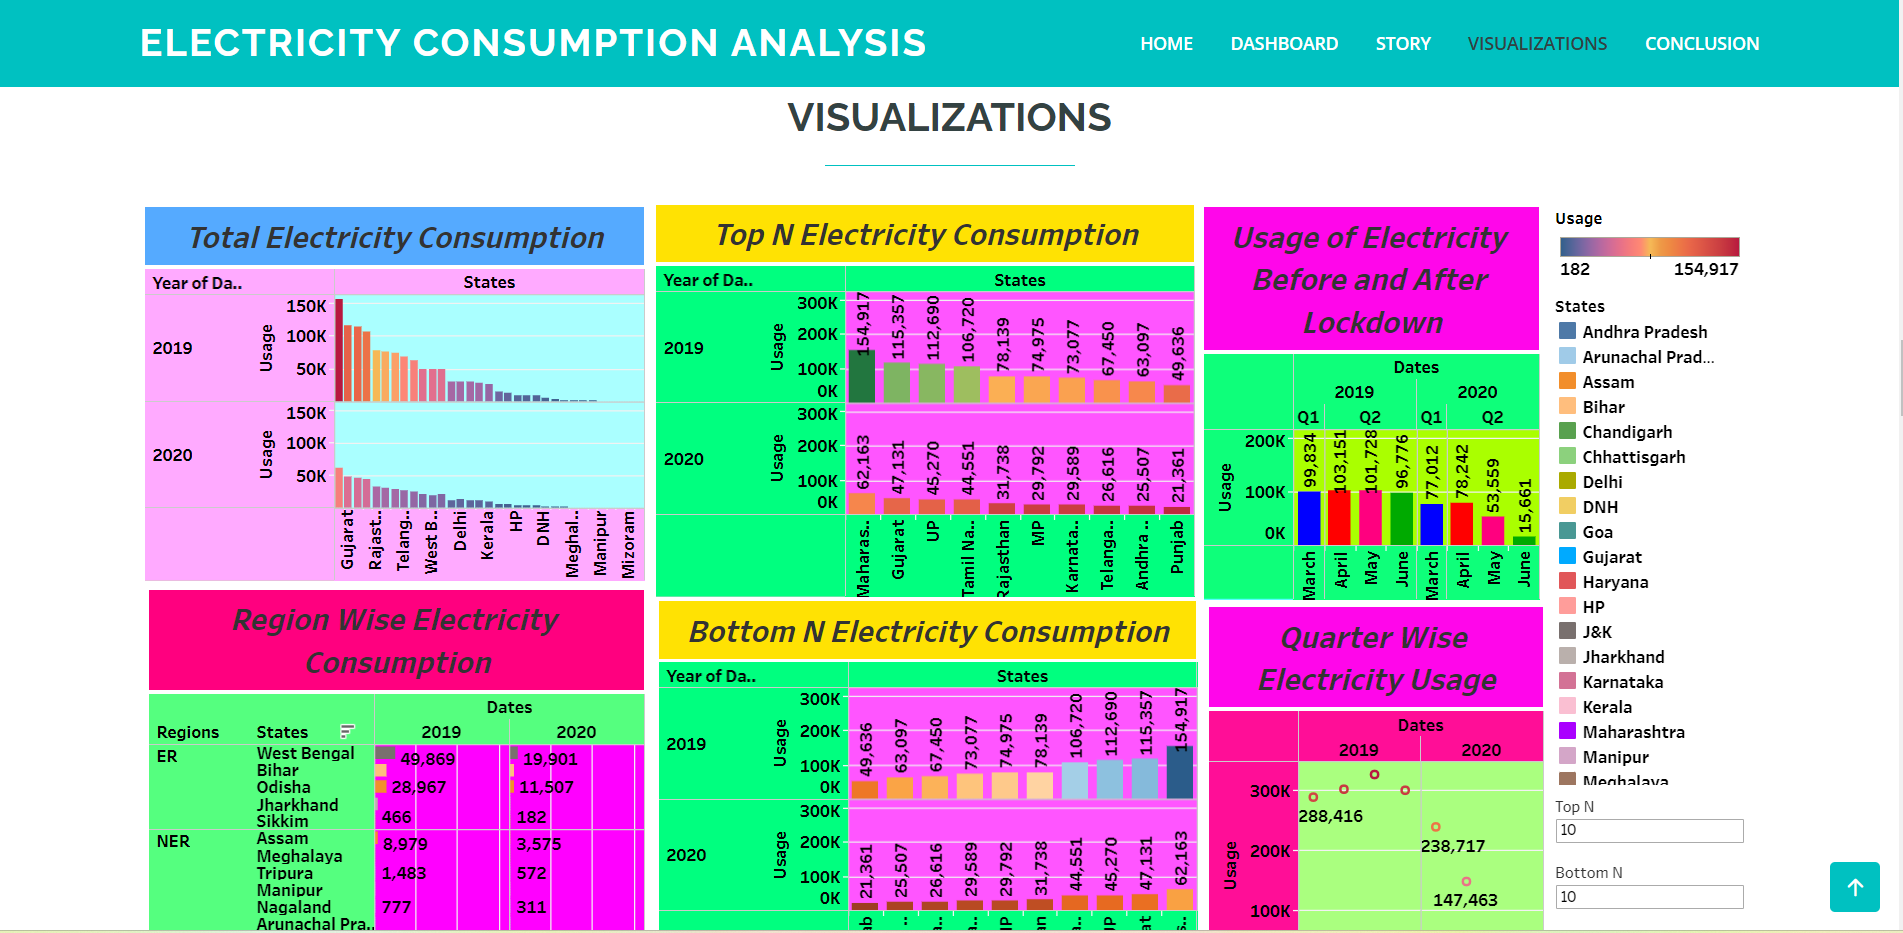 ELECTRICITY CONSUMPTION ANALYSIS
HOME DASHBOARD STORY VISUALIZATIONS CONCLUSION
VISUALIZATIONS
Total Electricity Consumption
Year of Da..
States
2019
Usage
150K
100K
50K
2020
Usage
150K
100K
50K
Gujarat
Rajast..
Telang..
West B..
Delhi
Kerala
HP
DNH
Meghal..
Manipur
Mizoram
Top N Electricity Consumption
Year of Da..
States
2019
Usage
300K
200K
100K
0K
154,917
115,357
112,690
106,720
78,139
74,975
73,077
67,450
63,097
49,636
2020
Usage
300K
200K
100K
0K
62,163
47,131
45,270
44,551
31,738
29,792
29,589
26,616
25,507
21,361
Maharas..
Gujarat
UP
Tamil Na..
Rajasthan
MP
Karnata..
Telanga..
Andhra ..
Punjab
Usage of Electricity
Before and After
Lockdown
Dates
2019 2020
Q1 Q2 Q1 Q2
Usage
200K
100K
0K
99,834
103,151
101,728
96,776
77,012
78,242
53,559
15,661
March
April
May
June
March
April
May
June
Usage
182 154,917
States
Andhra Pradesh
Arunachal Prad...
Assam
Bihar
Chandigarh
Chhattisgarh
Delhi
DNH
Goa
Gujarat
Haryana
HP
J&K
Jharkhand
Karnataka
Kerala
Maharashtra
Manipur
Meghalaya
Top N
10
Bottom N
10
Region Wise Electricity
Consumption
Dates
Regions States 2019 2020
ER West Bengal 49,869 19,901
Bihar
Odisha 28,967 11,507
Jharkhand
Sikkim 466 182
NER Assam 8,979 3,575
Meghalaya
Tripura 1,483 572
Manipur
Nagaland 777 311
Arunachal Pra..
Bottom N Electricity Consumption
Year of Da..
States
2019
Usage
300K
200K
100K
0K
49,636
63,097
67,450
73,077
74,975
78,139
106,720
112,690
115,357
154,917
2020
Usage
300K
200K
100K
0K
21,361
25,507
26,616
29,589
29,792
31,738
44,551
45,270
47,131
62,163
Quarter Wise
Electricity Usage
Dates
2019 2020
Usage
300K
200K
100K
288,416
238,717
147,463